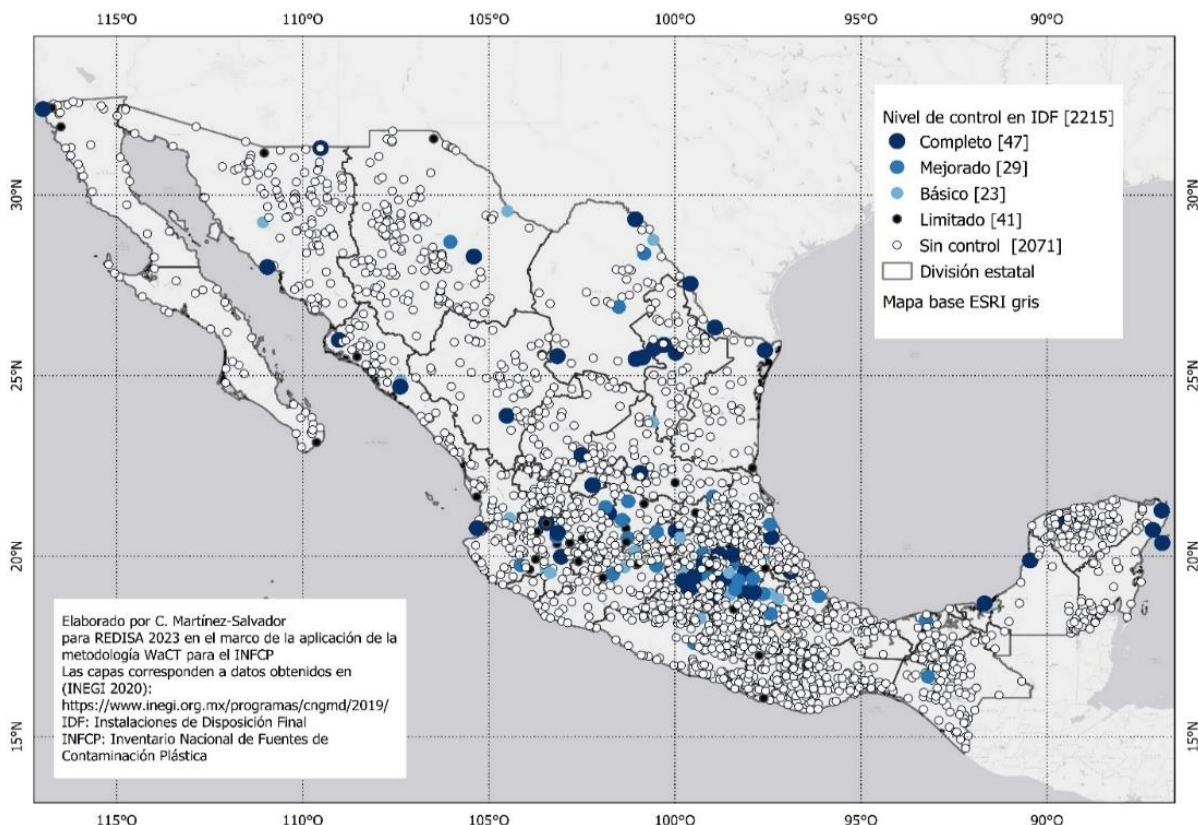 115°O 110°O 105°O 100°O 95°O 90°O
30°N 30°N
25°N 25°N
20°N 20°N
15°N 15°N
Nivel de control en IDF [2215]
Completo [47]
Mejorado [29]
Básico [23]
Limitado [41]
Sin control [2071]
División estatal
Mapa base ESRI gris
Elaborado por C. Martínez-Salvador
para REDISA 2023 en el marco de la aplicación de la
metodología WaCT para el INFCP
Las capas corresponden a datos obtenidos en
(INEGI 2020):
https://www.inegi.org.mx/programas/cngmd/2019/
IDF: Instalaciones de Disposición Final
INFCP: Inventario Nacional de Fuentes de
Contaminación Plástica
115°O 110°O 105°O 100°O 95°O 90°O